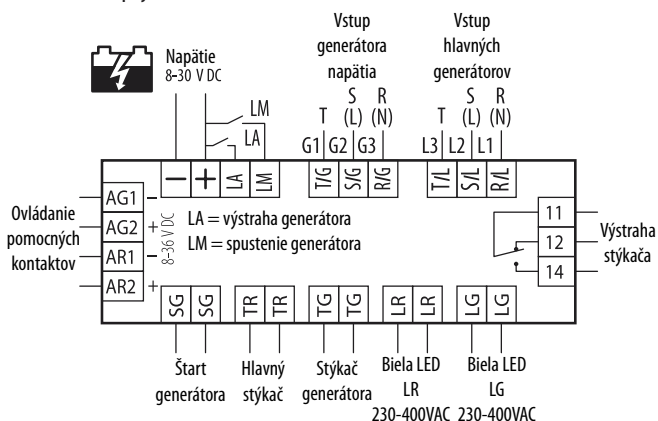 Napätie
8-30 V DC
Vstup
generátora
napätia
Vstup
hlavných
generátorov
LM
LA
T
S
(L)
R
(N)
T
S
(L)
R
(N)
G1 G2 G3
L3 L2 L1
− + LA LM
T/G S/G R/G
T/L S/L R/L
Ovládanie
pomocných
kontaktov
AG1 −
AG2 +
AR1 −
AR2 +
8-36 V DC
LA = výstraha generátora
LM = spustenie generátora
11
12
14
Výstraha
stýkača
SG SG TR TR TG TG LR LR LG LG
Štart
generátora
Hlavný
stýkač
Stýkač
generátora
Biela LED
LR
230-400VAC
Biela LED
LG
230-400VAC